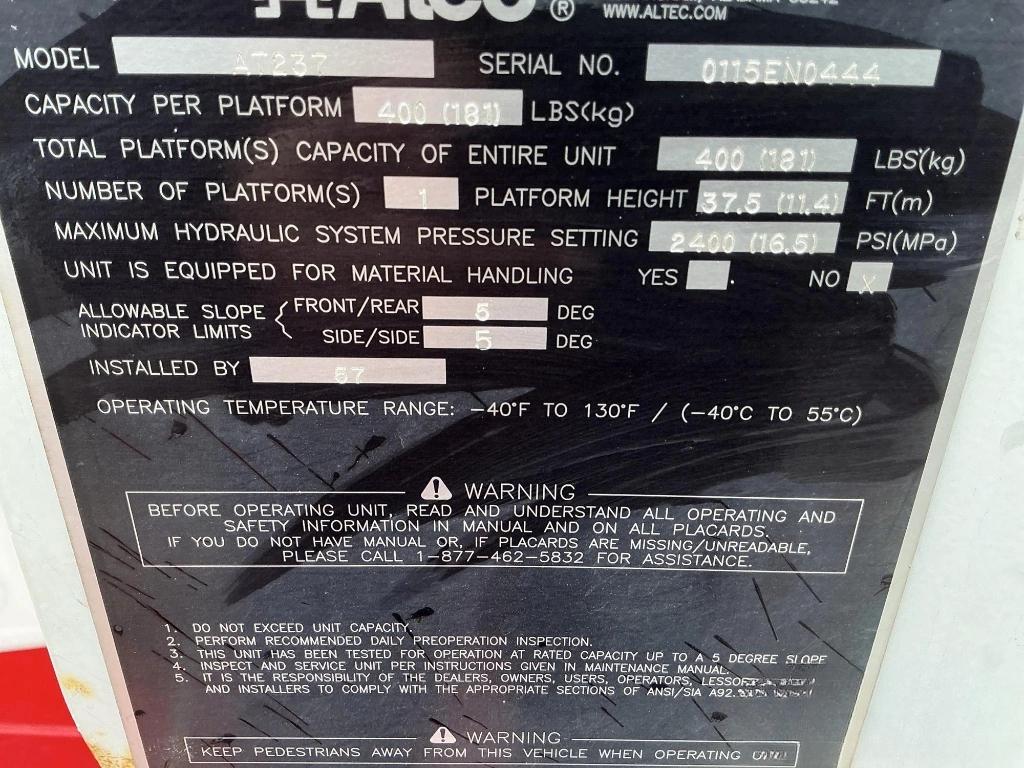 Altec ®
WWW.ALTEC.COM
MODEL AT237 SERIAL NO. 0115EN0444
CAPACITY PER PLATFORM 400 (181) LBS(kg)
TOTAL PLATFORM(S) CAPACITY OF ENTIRE UNIT 400 (181) LBS(kg)
NUMBER OF PLATFORM(S) 1 PLATFORM HEIGHT 37.5 (11.4) FT(m)
MAXIMUM HYDRAULIC SYSTEM PRESSURE SETTING 2400 (16.5) PSI(MPa)
UNIT IS EQUIPPED FOR MATERIAL HANDLING YES . NO X
ALLOWABLE SLOPE INDICATOR LIMITS { FRONT/REAR 5 DEG
SIDE/SIDE 5 DEG
INSTALLED BY 67
OPERATING TEMPERATURE RANGE: -40°F TO 130°F / (-40°C TO 55°C)
WARNING
BEFORE OPERATING UNIT, READ AND UNDERSTAND ALL OPERATING AND
SAFETY INFORMATION IN MANUAL AND ON ALL PLACARDS.
IF YOU DO NOT HAVE MANUAL OR, IF PLACARDS ARE MISSING/UNREADABLE,
PLEASE CALL 1-877-462-5832 FOR ASSISTANCE.
1. DO NOT EXCEED UNIT CAPACITY.
2. PERFORM RECOMMENDED DAILY PREOPERATION INSPECTION.
3. THIS UNIT HAS BEEN TESTED FOR OPERATION AT RATED CAPACITY UP TO A 5 DEGREE SLOPE
4. INSPECT AND SERVICE UNIT PER INSTRUCTIONS GIVEN IN MAINTENANCE MANUAL.
5. IT IS THE RESPONSIBILITY OF THE DEALERS, OWNERS, USERS, OPERATORS,
AND INSTALLERS TO COMPLY WITH THE APPROPRIATE SECTIONS OF ANSI/SIA
WARNING
KEEP PEDESTRIANS AWAY FROM THIS VEHICLE WHEN OPERATING UNIT